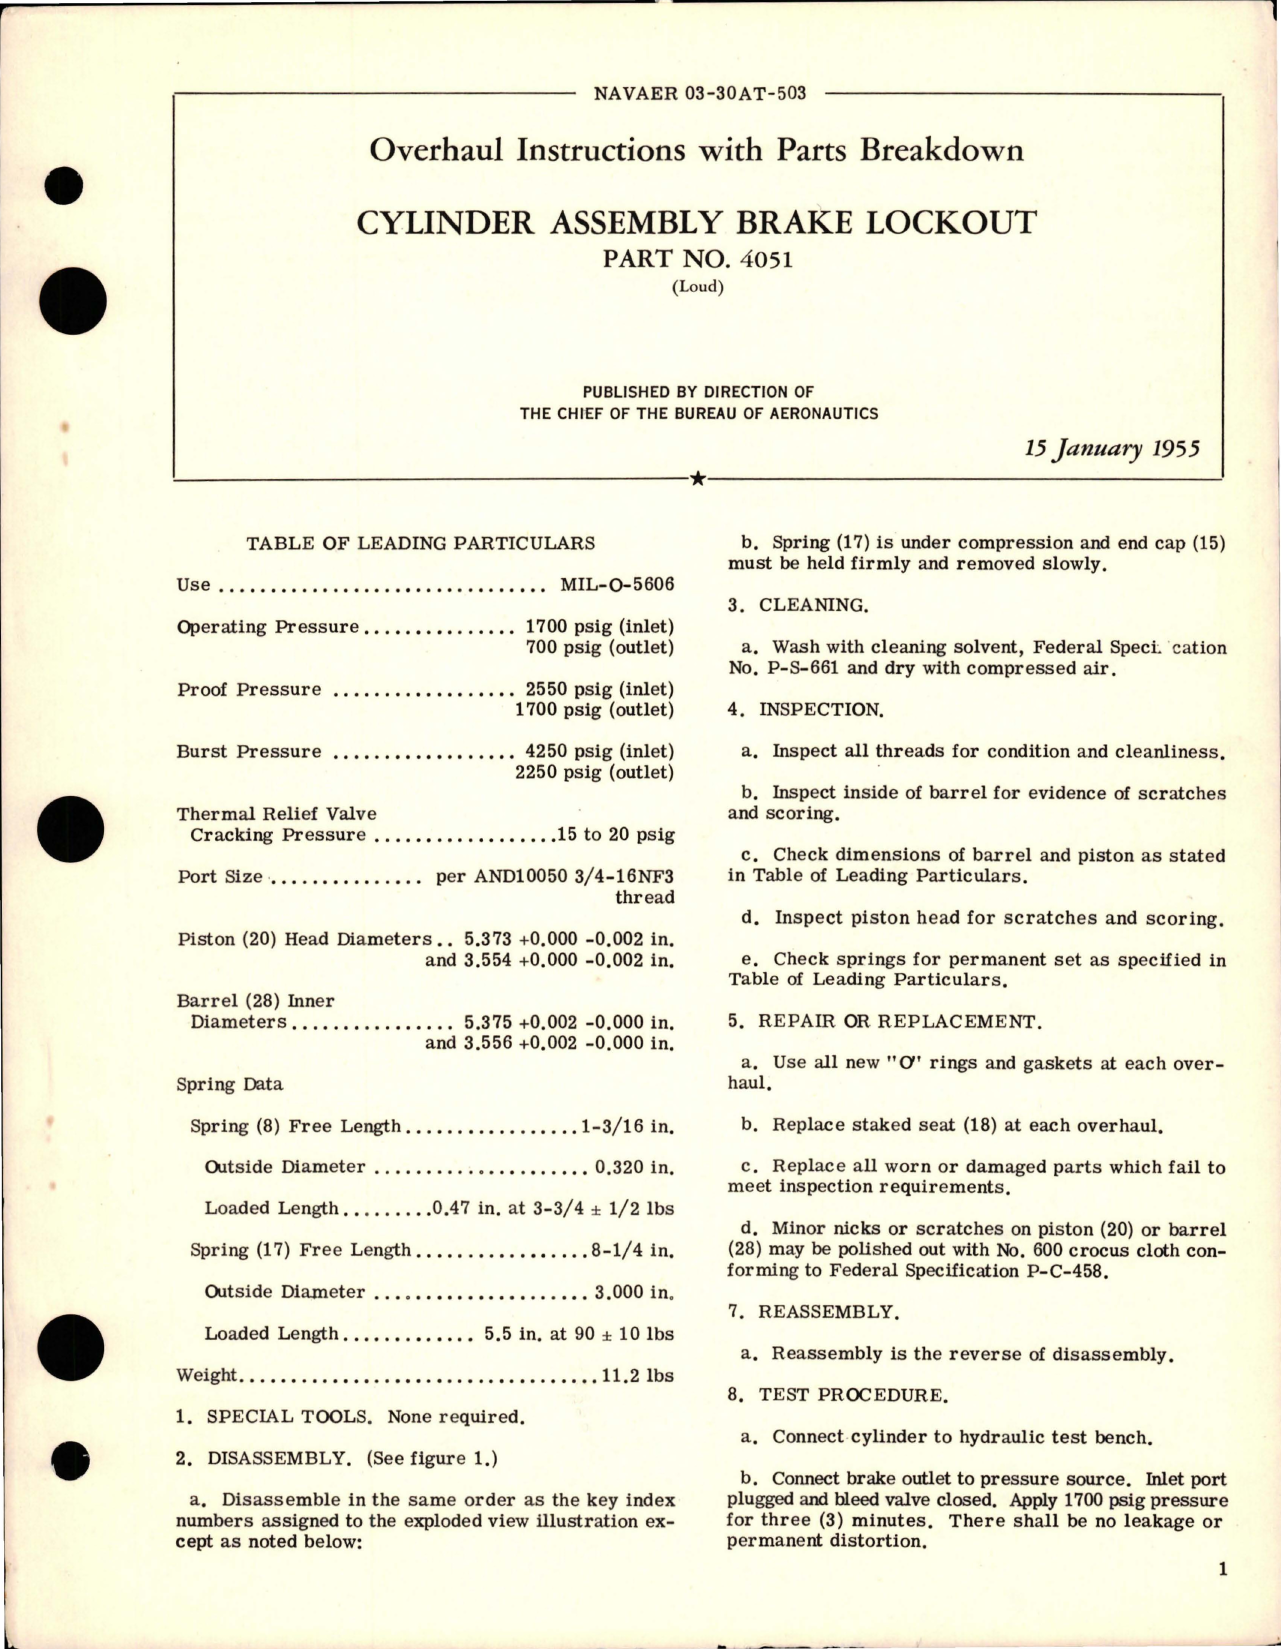 NAVAER 03-30AT-503
Overhaul Instructions with Parts Breakdown
CYLINDER ASSEMBLY BRAKE LOCKOUT
PART NO. 4051
(Loud)
PUBLISHED BY DIRECTION OF
THE CHIEF OF THE BUREAU OF AERONAUTICS
15 January 1955
TABLE OF LEADING PARTICULARS
Use ................................ MIL-O-5606
Operating Pressure ............... 1700 psig (inlet)
700 psig (outlet)
Proof Pressure .................. 2550 psig (inlet)
1700 psig (outlet)
Burst Pressure .................. 4250 psig (inlet)
2250 psig (outlet)
Thermal Relief Valve
Cracking Pressure ..................15 to 20 psig
Port Size ............... per AND10050 3/4-16NF3
thread
Piston (20) Head Diameters.. 5.373 +0.000 -0.002 in.
and 3.554 +0.000 -0.002 in.
Barrel (28) Inner
Diameters................ 5.375 +0.002 -0.000 in.
and 3.556 +0.002 -0.000 in.
Spring Data
Spring (8) Free Length.................1-3/16 in.
Outside Diameter ..................... 0.320 in.
Loaded Length.........0.47 in. at 3-3/4 ± 1/2 lbs
Spring (17) Free Length.................8-1/4 in.
Outside Diameter ..................... 3.000 in.
Loaded Length............. 5.5 in. at 90 ± 10 lbs
Weight...................................11.2 lbs
1. SPECIAL TOOLS. None required.
2. DISASSEMBLY. (See figure 1.)
a. Disassemble in the same order as the key index
numbers assigned to the exploded view illustration ex-
cept as noted below:
b. Spring (17) is under compression and end cap (15)
must be held firmly and removed slowly.
3. CLEANING.
a. Wash with cleaning solvent, Federal Speci cation
No. P-S-661 and dry with compressed air.
4. INSPECTION.
a. Inspect all threads for condition and cleanliness.
b. Inspect inside of barrel for evidence of scratches
and scoring.
c. Check dimensions of barrel and piston as stated
in Table of Leading Particulars.
d. Inspect piston head for scratches and scoring.
e. Check springs for permanent set as specified in
Table of Leading Particulars.
5. REPAIR OR REPLACEMENT.
a. Use all new "O" rings and gaskets at each over-
haul.
b. Replace staked seat (18) at each overhaul.
c. Replace all worn or damaged parts which fail to
meet inspection requirements.
d. Minor nicks or scratches on piston (20) or barrel
(28) may be polished out with No. 600 crocus cloth con-
forming to Federal Specification P-C-458.
7. REASSEMBLY.
a. Reassembly is the reverse of disassembly.
8. TEST PROCEDURE.
a. Connect cylinder to hydraulic test bench.
b. Connect brake outlet to pressure source. Inlet port
plugged and bleed valve closed. Apply 1700 psig pressure
for three (3) minutes. There shall be no leakage or
permanent distortion.
1